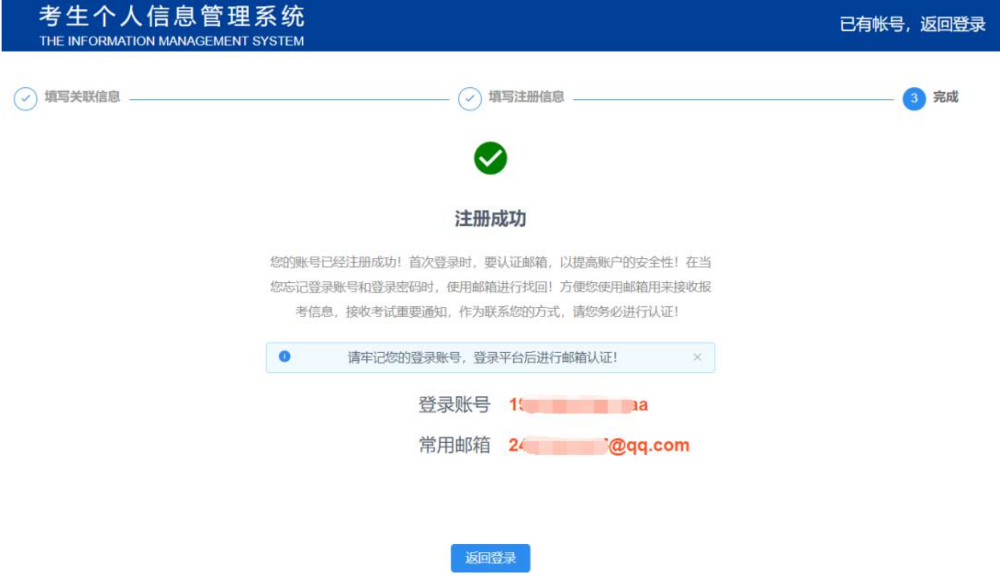 考生个人信息管理系统
THE INFORMATION MANAGEMENT SYSTEM
已有帐号，返回登录
填写关联信息
填写注册信息
3 完成
注册成功
您的账号已经注册成功！首次登录时，要认证邮箱，以提高账户的安全性！在当
您忘记登录账号和登录密码时，使用邮箱进行找回！方便您使用邮箱用来接收报
考信息，接收考试重要通知，作为联系您的方式，请您务必进行认证！
请牢记您的登录账号，登录平台后进行邮箱认证！
登录账号 19 aa
常用邮箱 24 @qq.com
返回登录